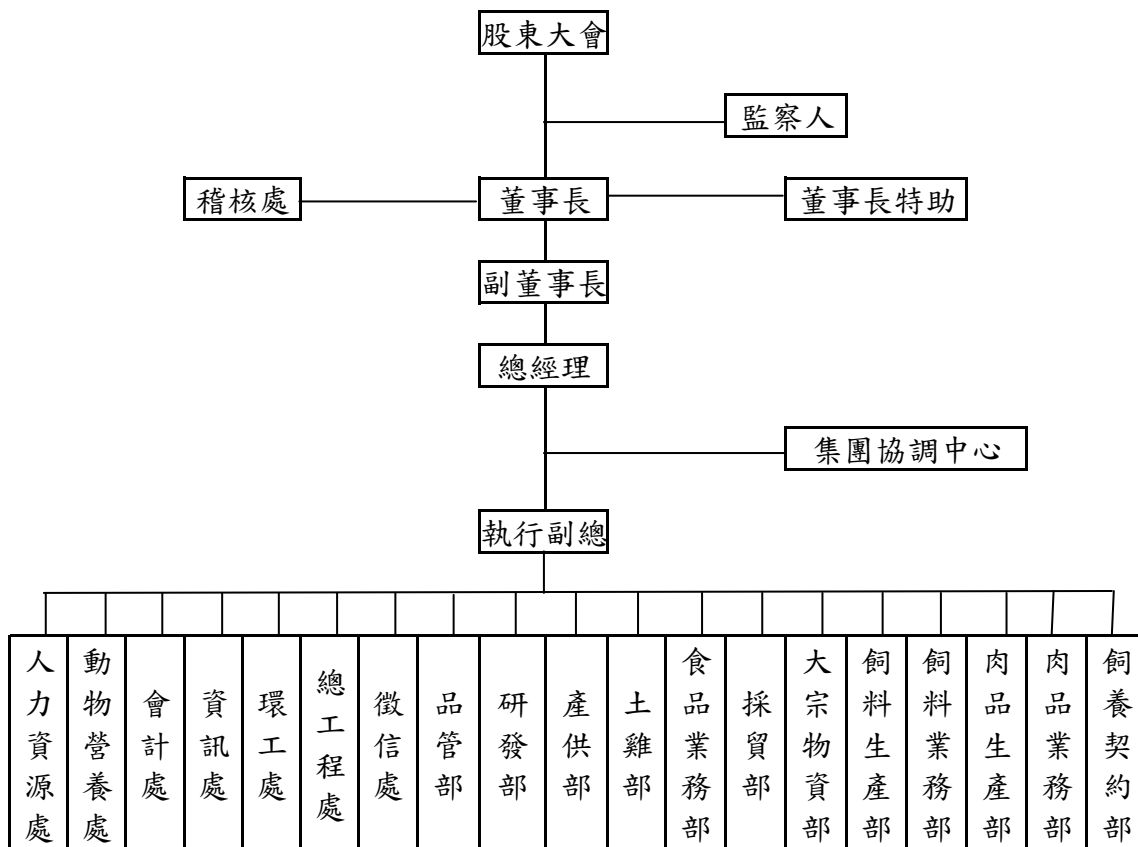 股東大會
監察人
稽核處
董事長
董事長特助
副董事長
總經理
集團協調中心
執行副總
人力資源處
動物營養處
會計處
資訊處
環工處
總工程處
徵信處
品管部
研發部
產供部
土雞部
食品業務部
採貿部
大宗物資部
飼料生產部
飼料業務部
肉品生產部
肉品業務部
飼養契約部